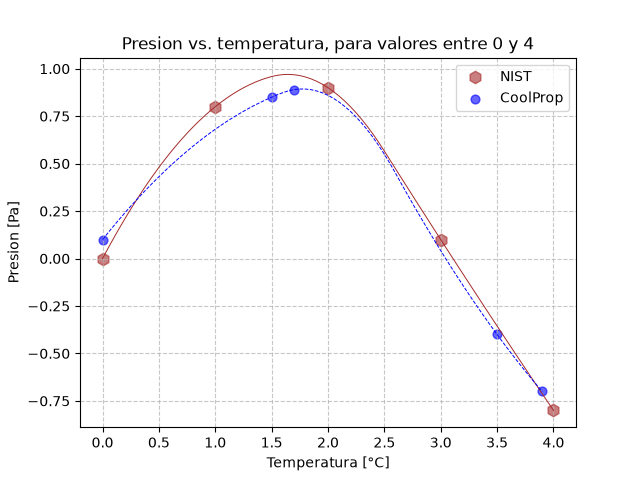 Presion vs. temperatura, para valores entre 0 y 4
NIST
CoolProp
Presion [Pa]
1.00
0.75
0.50
0.25
0.00
−0.25
−0.50
−0.75
0.0 0.5 1.0 1.5 2.0 2.5 3.0 3.5 4.0
Temperatura [°C]